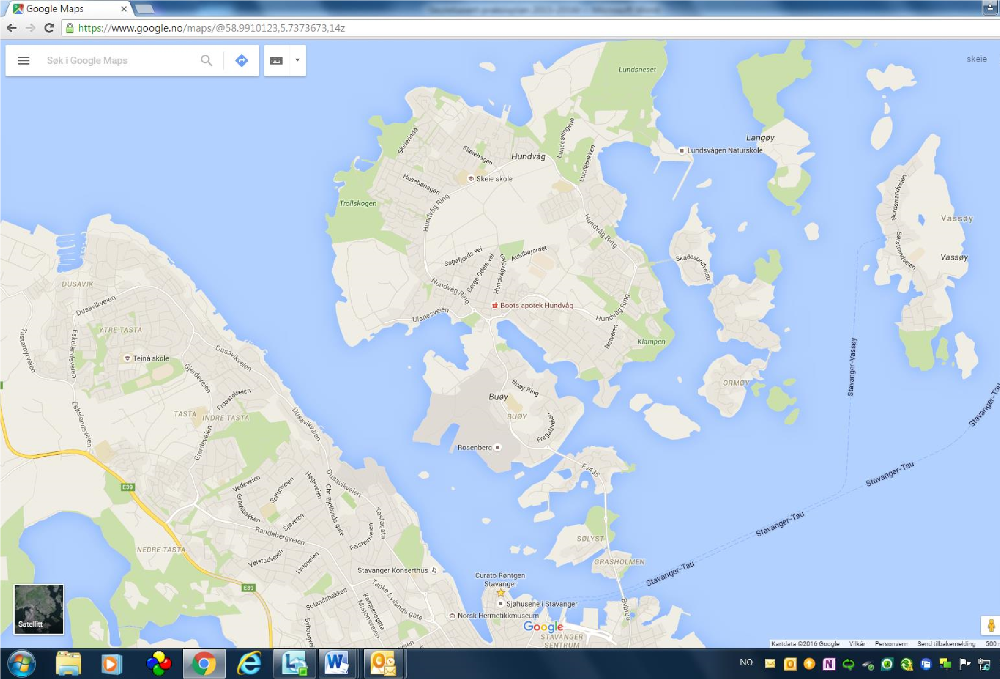 Google Maps
https://www.google.no/maps/@58.9910123,5.7373673,14z
Søk i Google Maps
skeie
Lundsneset
Skeierinda
Lundesvingene
Langøy
Lundsvågen Naturskole
Skeiehagen
Hundvåg
Lundebakken
Skeie skole
Husebøhagen
Nordstrandveien
Trollskogen
Hundvåg Ring
Hundvåg Ring
Vassøy
Sagafjords vei
Austbøjordet
Berge Odels vei
Hundvågveien
Skadesundveien
Sørstrandveien
Vassøy
DUSAVIK
Hundvåg Ring
Dusavikveien
Boots apotek Hundvåg
Ulsnesveien
Hundvåg Ring
YTRE TASTA
Tastamyrveien
Eskelandsveien
Notveien
Klampen
Dusavikveien
Teinå skole
Stavanger-Vassøy
Gjerdeveien
Buøy Ring
ORMØY
Froastølveien
Buøy
TASTA
INDRE TASTA
BUØY
Stavanger-Tau
Eskelandsveien
Dusavikveien
Fregattveien
Gjerdeveien
Rosenberg
Fv435
Stavanger-Tau
E39
Vedeveien
Soltunveien
Høgeveien
Dusavikveien
Chr. Bjellands gate
Gramibakken
Sjøveien
Tastagata
Stavanger-Tau
Randabergveien
Feisteinveien
SØLYST
NEDRE TASTA
Vølstadveien
Lyngveien
GRASHOLMEN
Stavanger Konserthus
Stavanger-Tau
Curato Røntgen
Stavanger
E39
Tanke Svilands gate
Solandsbakken
Kampensgata
Misjonsveien
Sjøhusene i Stavanger
Bybrua
Norsk Hermetikkmuseum
Byhaugvei
Satellitt
Google
STAVANGER
SENTRUM
eien
Kartdata ©2016 Google Vilkår Personvern Send tilbakemelding 500 r
NO